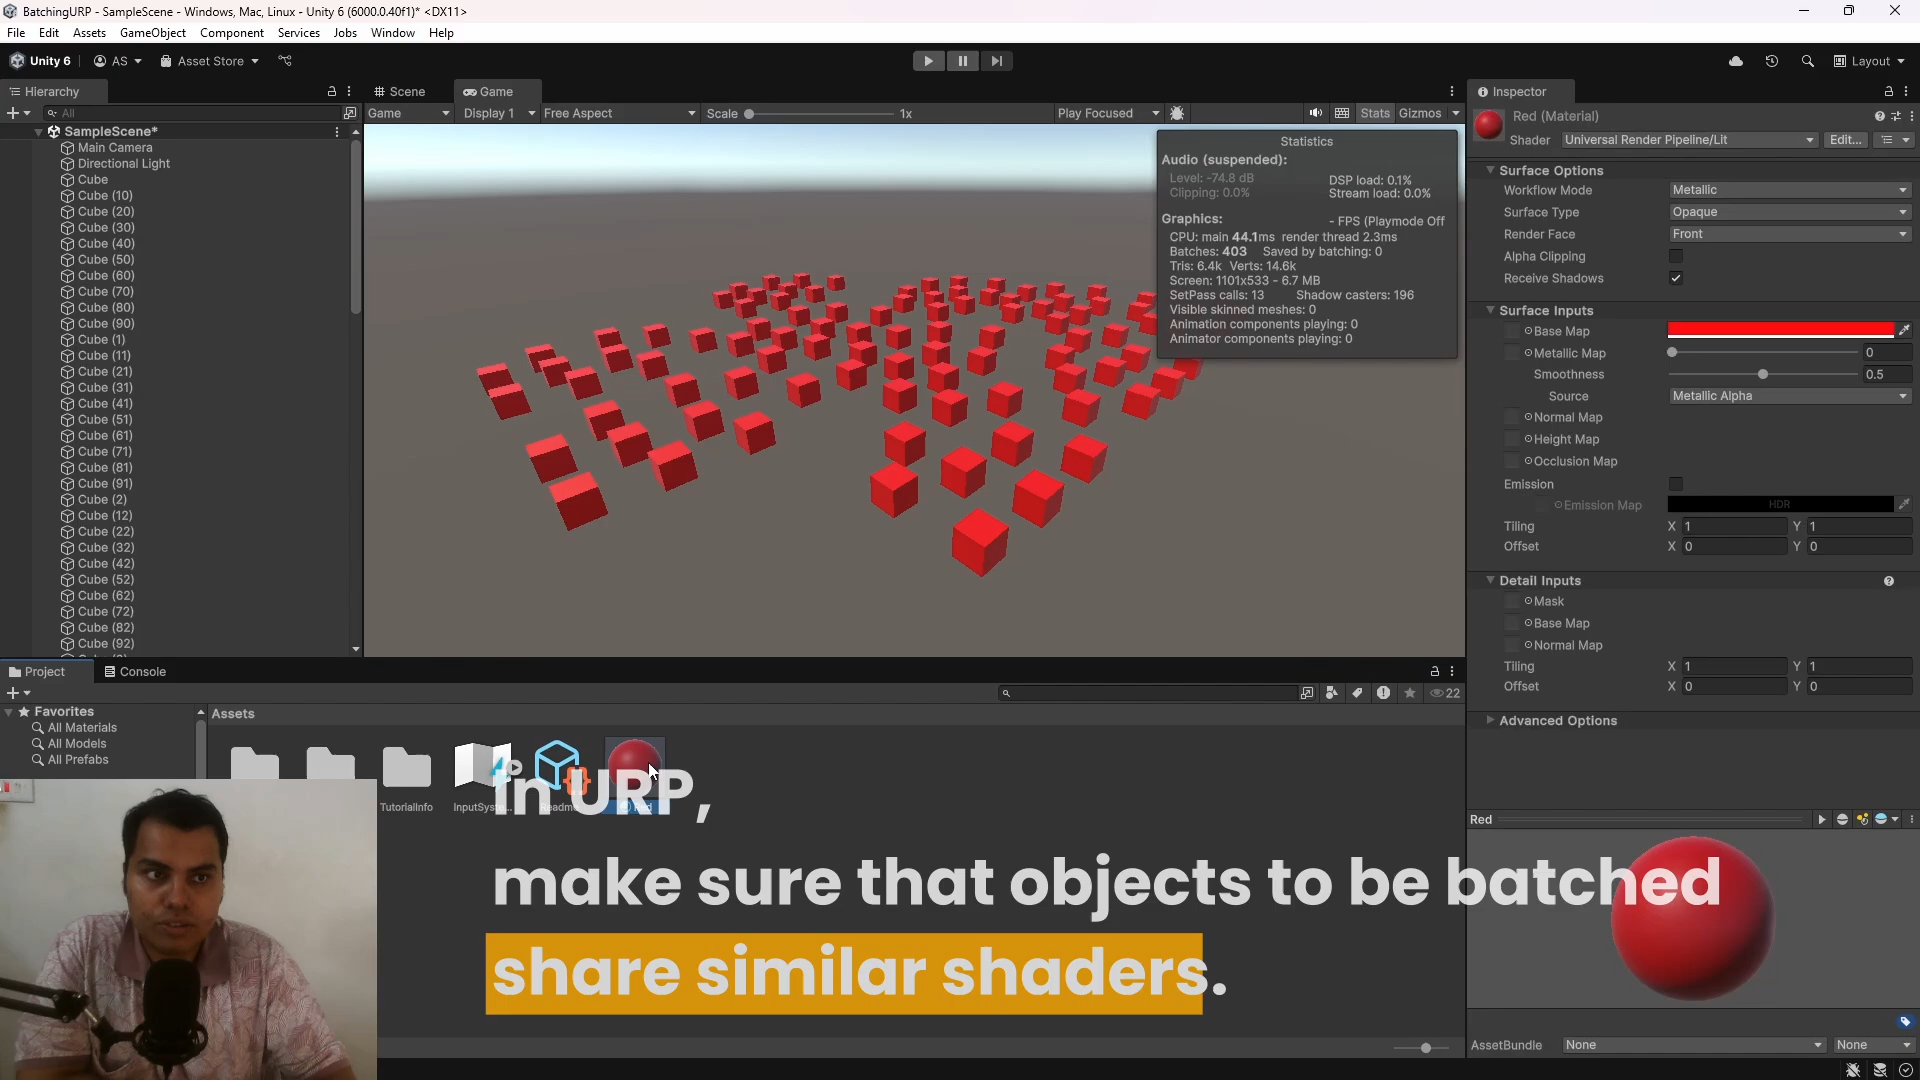 BatchingURP - SampleScene - Windows, Mac, Linux - Unity 6 (6000.0.40f1)* <DX11>
File Edit Assets GameObject Component Services Jobs Window Help
Unity 6 AS Asset Store Layout
Hierarchy
All
SampleScene*
Main Camera
Directional Light
Cube
Cube (10)
Cube (20)
Cube (30)
Cube (40)
Cube (50)
Cube (60)
Cube (70)
Cube (80)
Cube (90)
Cube (1)
Cube (11)
Cube (21)
Cube (31)
Cube (41)
Cube (51)
Cube (61)
Cube (71)
Cube (81)
Cube (91)
Cube (2)
Cube (12)
Cube (22)
Cube (32)
Cube (42)
Cube (52)
Cube (62)
Cube (72)
Cube (82)
Cube (92)
Scene Game
Game Display 1 Free Aspect Scale 1x Play Focused Stats Gizmos
Statistics
Audio (suspended):
Level: -74.8 dB DSP load: 0.1%
Clipping: 0.0% Stream load: 0.0%
Graphics: - FPS (Playmode Off
CPU: main 44.1ms render thread 2.3ms
Batches: 403 Saved by batching: 0
Tris: 6.4k Verts: 14.6k
Screen: 1101x533 - 6.7 MB
SetPass calls: 13 Shadow casters: 196
Visible skinned meshes: 0
Animation components playing: 0
Animator components playing: 0
Inspector
Red (Material)
Shader Universal Render Pipeline/Lit Edit...
Surface Options
Workflow Mode Metallic
Surface Type Opaque
Render Face Front
Alpha Clipping
Receive Shadows
Surface Inputs
Base Map
Metallic Map 0
Smoothness 0.5
Source Metallic Alpha
Normal Map
Height Map
Occlusion Map
Emission
Emission Map HDR
Tiling X 1 Y 1
Offset X 0 Y 0
Detail Inputs
Mask
Base Map
Normal Map
Tiling X 1 Y 1
Offset X 0 Y 0
Advanced Options
Red
AssetBundle None None
Project Console
22
Favorites
All Materials
All Models
All Prefabs
Assets
TutorialInfo InputSyste... Readme Red
in URP,
make sure that objects to be batched
share similar shaders.